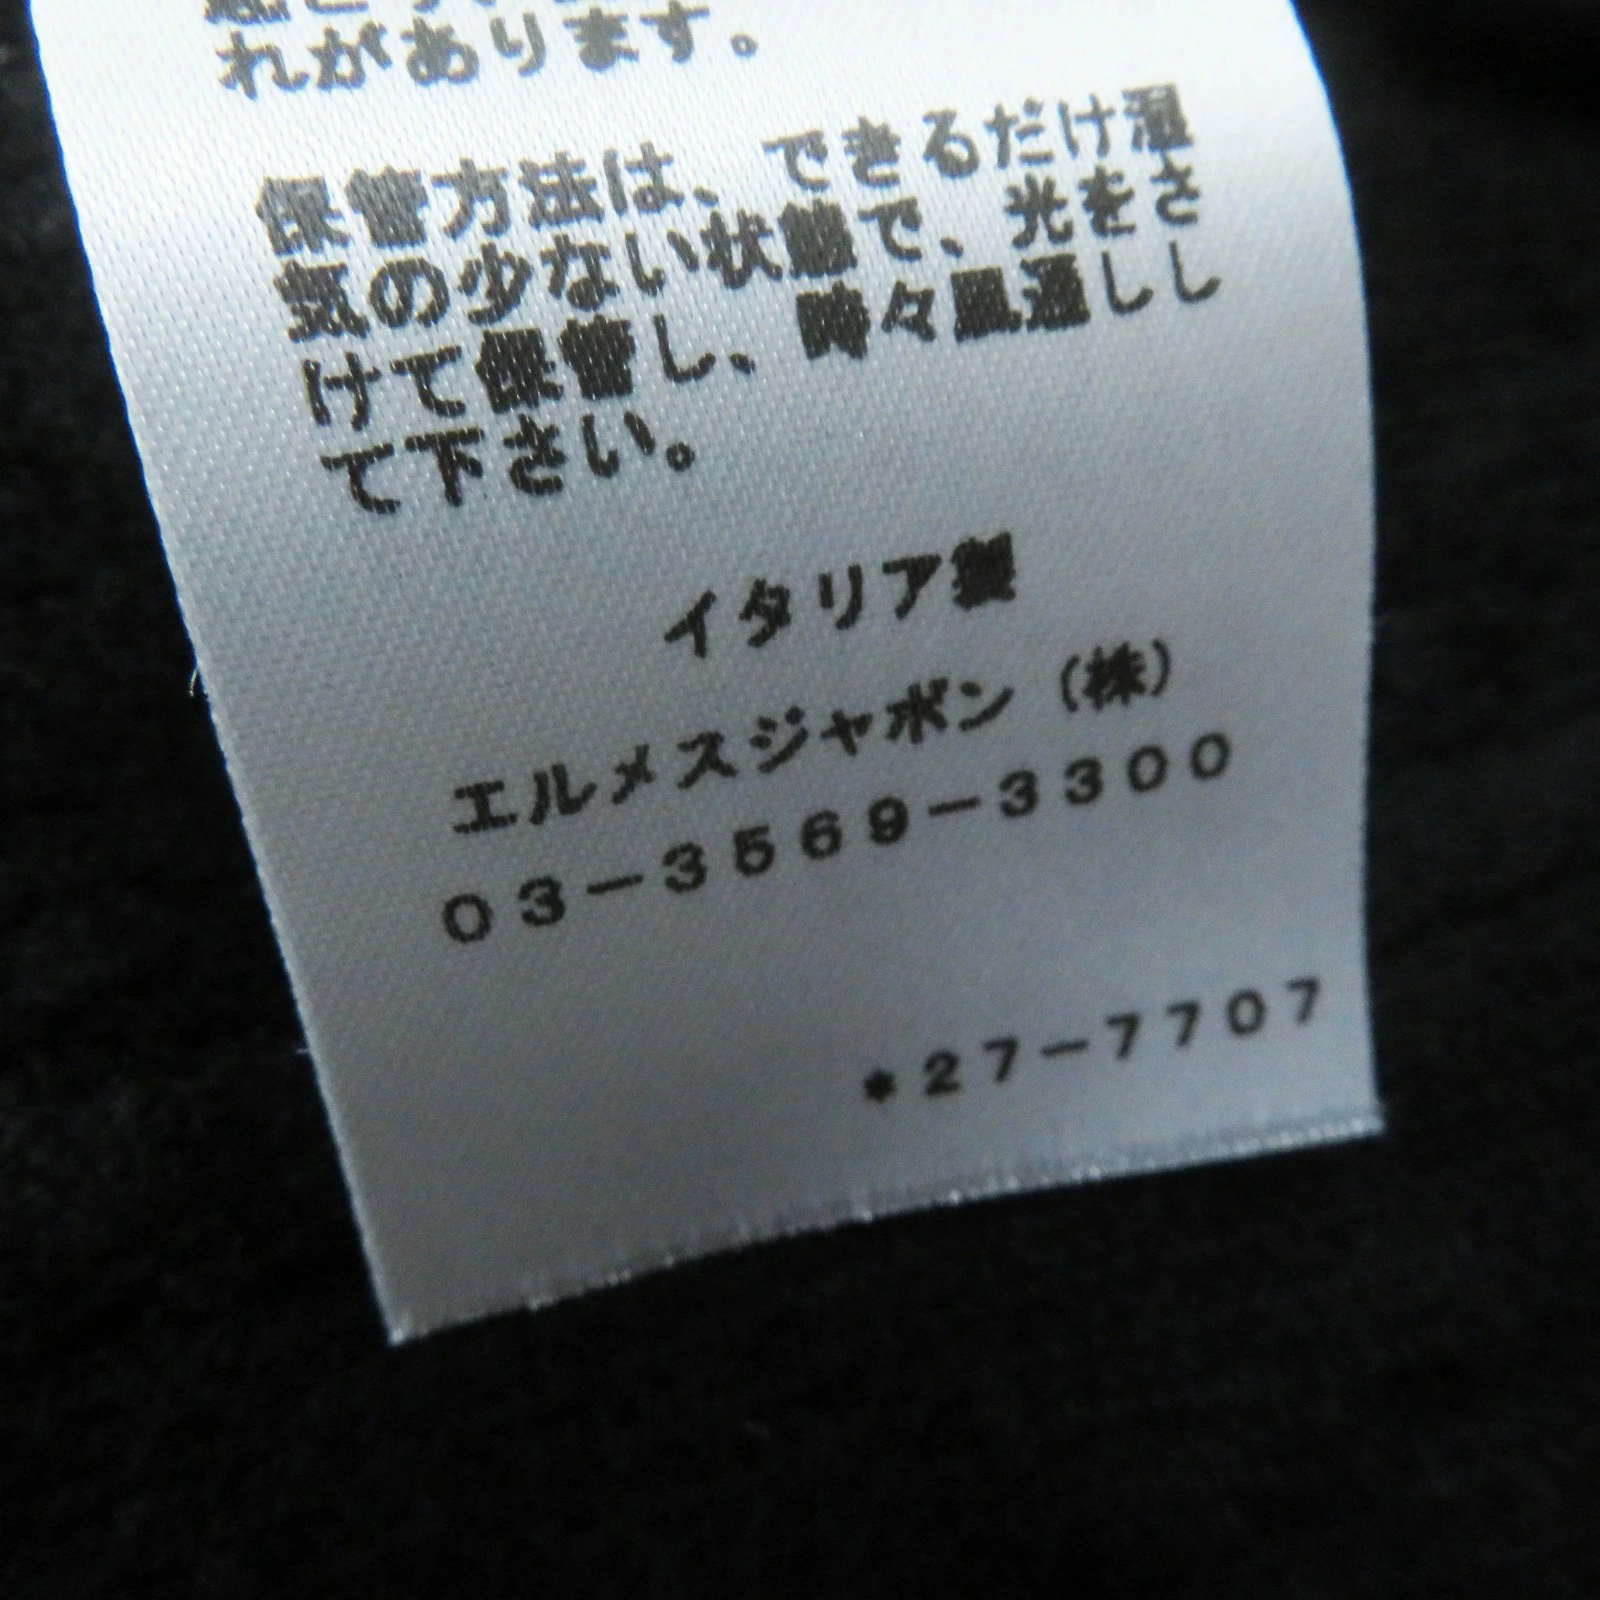 れがあります。
保管方法は、できるだけ湿
気の少ない状態で、光をさ
けて保管し、時々風通しし
て下さい。
イタリア製
エルメスジャポン（株）
03-3569-3300
*27-7707